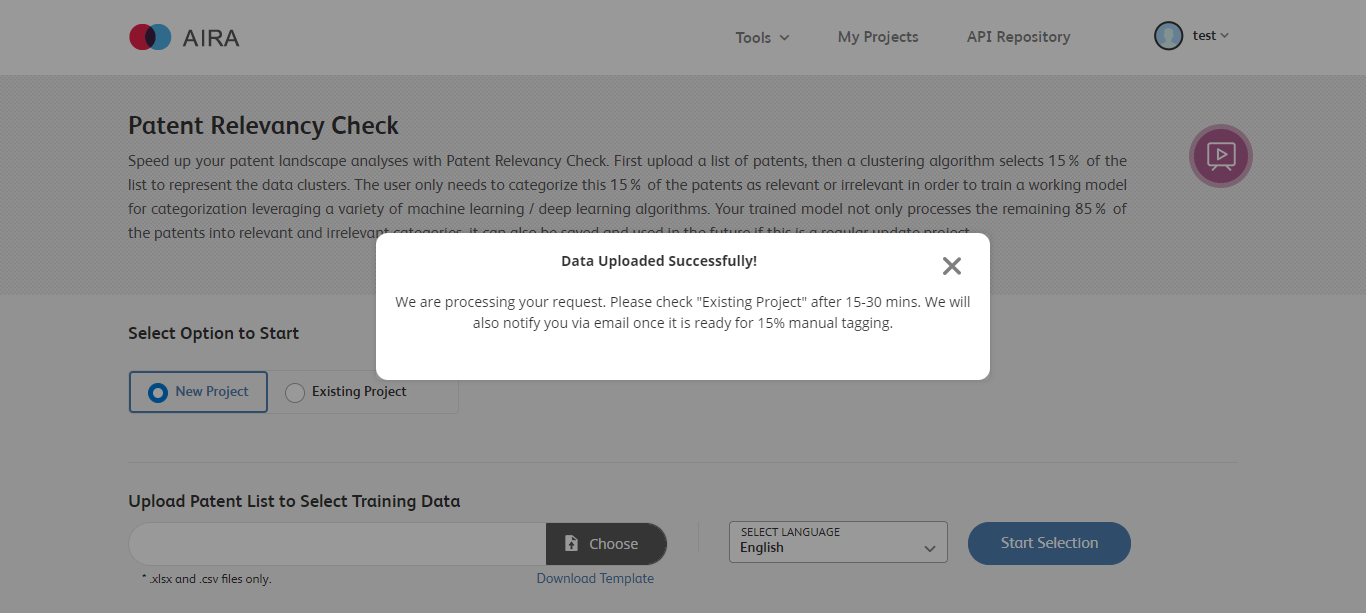 AIRA
Tools
My Projects
API Repository
test
Patent Relevancy Check
Speed up your patent landscape analyses with Patent Relevancy Check. First upload a list of patents, then a clustering algorithm selects 15% of the
list to represent the data clusters. The user only needs to categorize this 15% of the patents as relevant or irrelevant in order to train a working model
for categorization leveraging a variety of machine learning / deep learning algorithms. Your trained model not only processes the remaining 85% of
the patents into relevant and irrelevant categories, it can also be saved and used in the future if this is a regular update project.
Data Uploaded Successfully!
We are processing your request. Please check "Existing Project" after 15-30 mins. We will
also notify you via email once it is ready for 15% manual tagging.
Select Option to Start
New Project
Existing Project
Upload Patent List to Select Training Data
Choose
SELECT LANGUAGE
English
Start Selection
* .xlsx and .csv files only.
Download Template